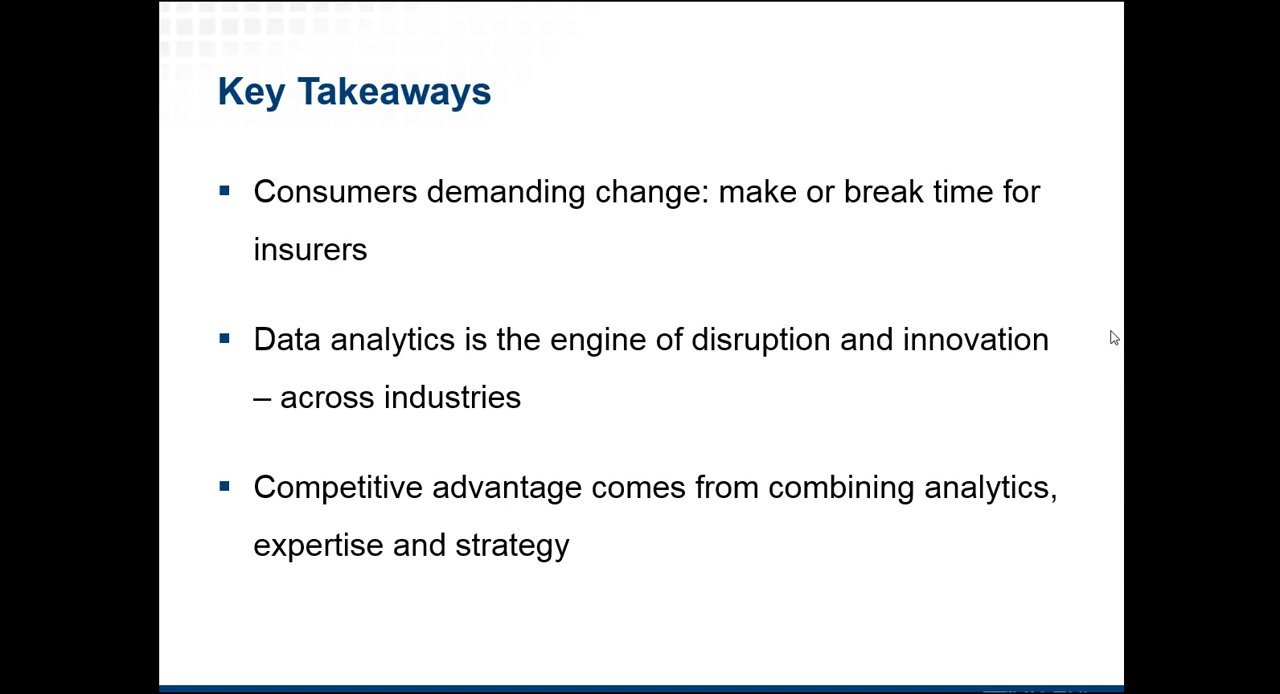 Key Takeaways
Consumers demanding change: make or break time for
insurers
Data analytics is the engine of disruption and innovation
– across industries
Competitive advantage comes from combining analytics,
expertise and strategy